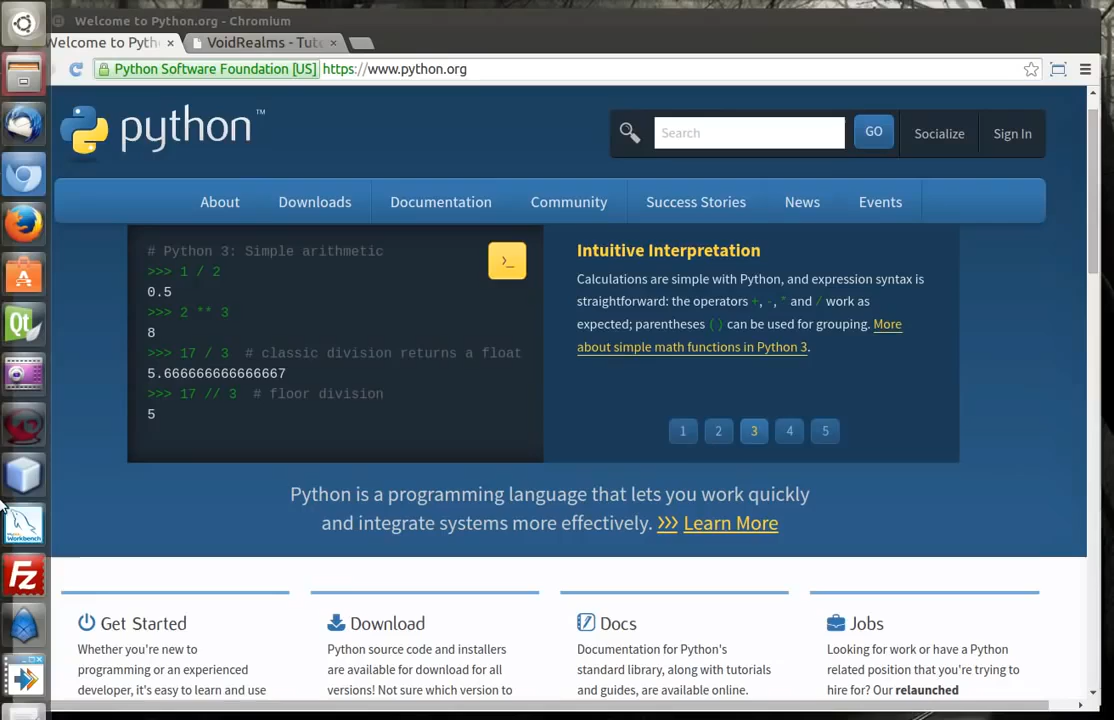 Welcome to Python.org - Chromium
Welcome to Pyth
VoidRealms - Tut
Python Software Foundation [US] https://www.python.org
python™
Search
GO
Socialize
Sign In
About Downloads Documentation Community Success Stories News Events
# Python 3: Simple arithmetic
>>> 1 / 2
0.5
>>> 2 ** 3
8
>>> 17 / 3 # classic division returns a float
5.666666666666667
>>> 17 // 3 # floor division
5
>_
Intuitive Interpretation
Calculations are simple with Python, and expression syntax is
straightforward: the operators +, -, * and / work as
expected; parentheses () can be used for grouping. More
about simple math functions in Python 3.
1 2 3 4 5
Python is a programming language that lets you work quickly
and integrate systems more effectively. >>> Learn More
Get Started
Whether you're new to
programming or an experienced
developer, it's easy to learn and use
Download
Python source code and installers
are available for download for all
versions! Not sure which version to
Docs
Documentation for Python's
standard library, along with tutorials
and guides, are available online.
Jobs
Looking for work or have a Python
related position that you're trying to
hire for? Our relaunched
Qt
Workbench
Fz